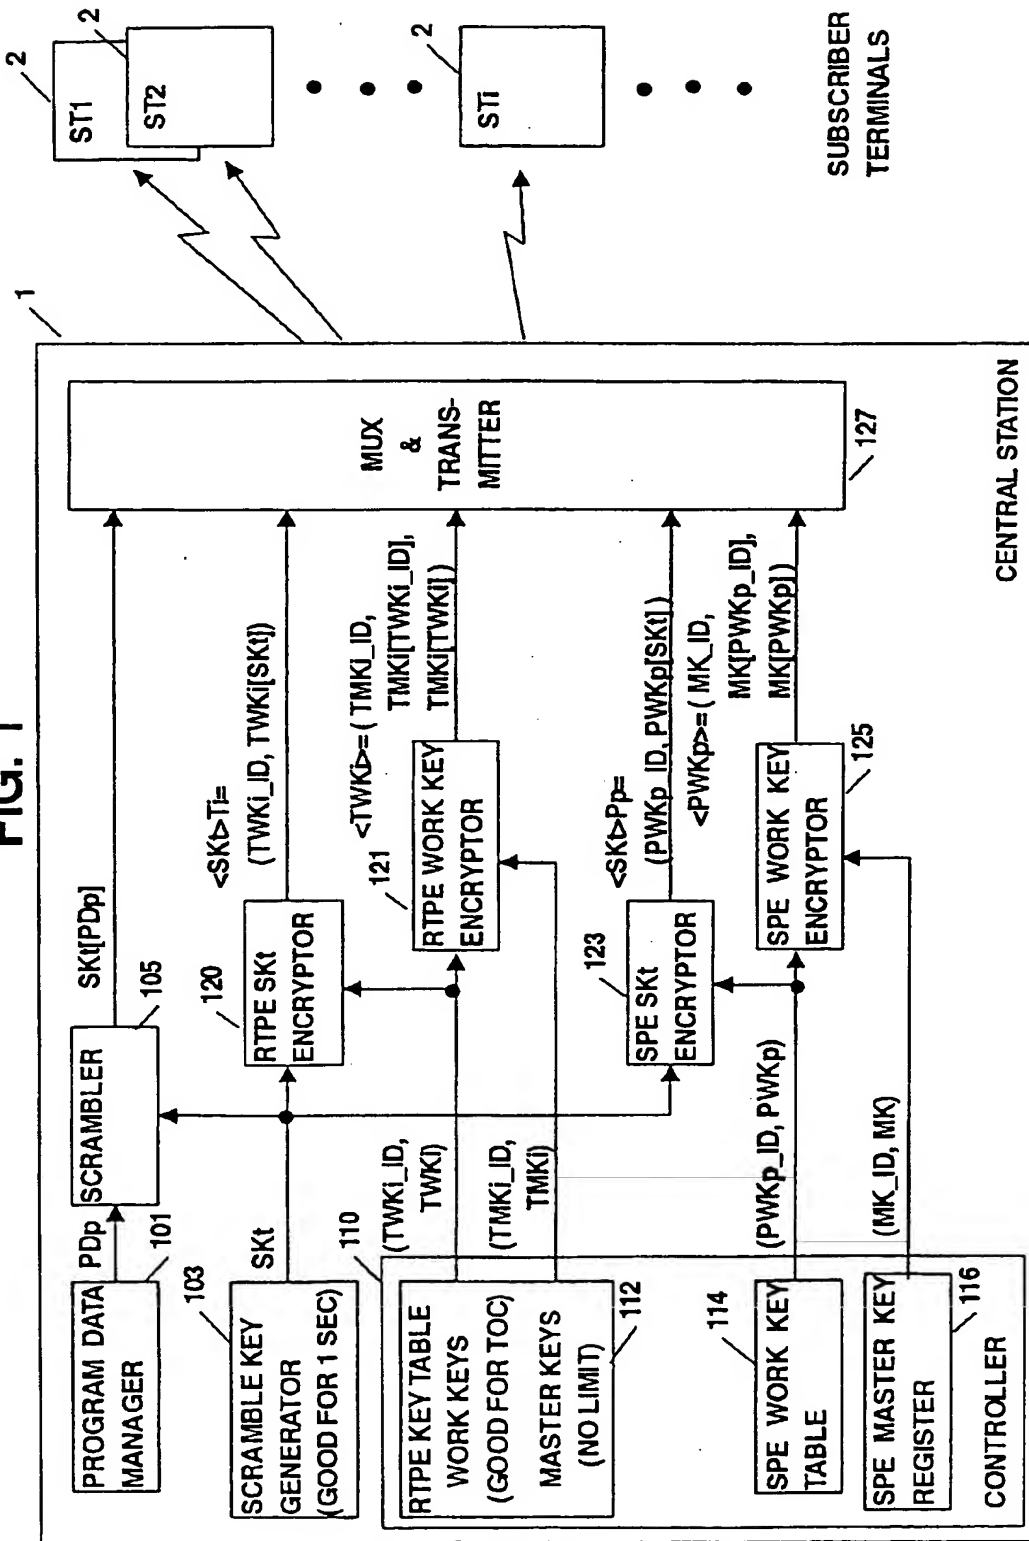 FIG. 1
PROGRAM DATA
MANAGER
101
PDp
SCRAMBLER
105
SKt[PDp]
SCRAMBLE KEY
GENERATOR
(GOOD FOR 1 SEC)
103
SKt
RTPE SKt
ENCRYPTOR
120
<SKt>Ti=
(TWKi_ID, TWKi[SKt])
110
RTPE KEY TABLE
WORK KEYS
(GOOD FOR TOC)
MASTER KEYS
(NO LIMIT)
112
(TWKi_ID,
TWKi)
(TMKi_ID,
TMKi)
RTPE WORK KEY
ENCRYPTOR
121
<TWKi>=( TMKi_ID,
TMKi[TWKi_ID],
TMKi[TWKi] )
SPE SKt
ENCRYPTOR
123
<SKt>Pp=
(PWKp_ID, PWKp[SKt])
SPE WORK KEY
TABLE
114
(PWKp_ID, PWKp)
SPE WORK KEY
ENCRYPTOR
125
<PWKp>=( MK_ID,
MK[PWKp_ID],
MK[PWKp] )
SPE MASTER KEY
REGISTER
116
(MK_ID, MK)
CONTROLLER
MUX
&
TRANS-
MITTER
127
CENTRAL STATION
1
ST1
2
ST2
2
STi
2
SUBSCRIBER
TERMINALS